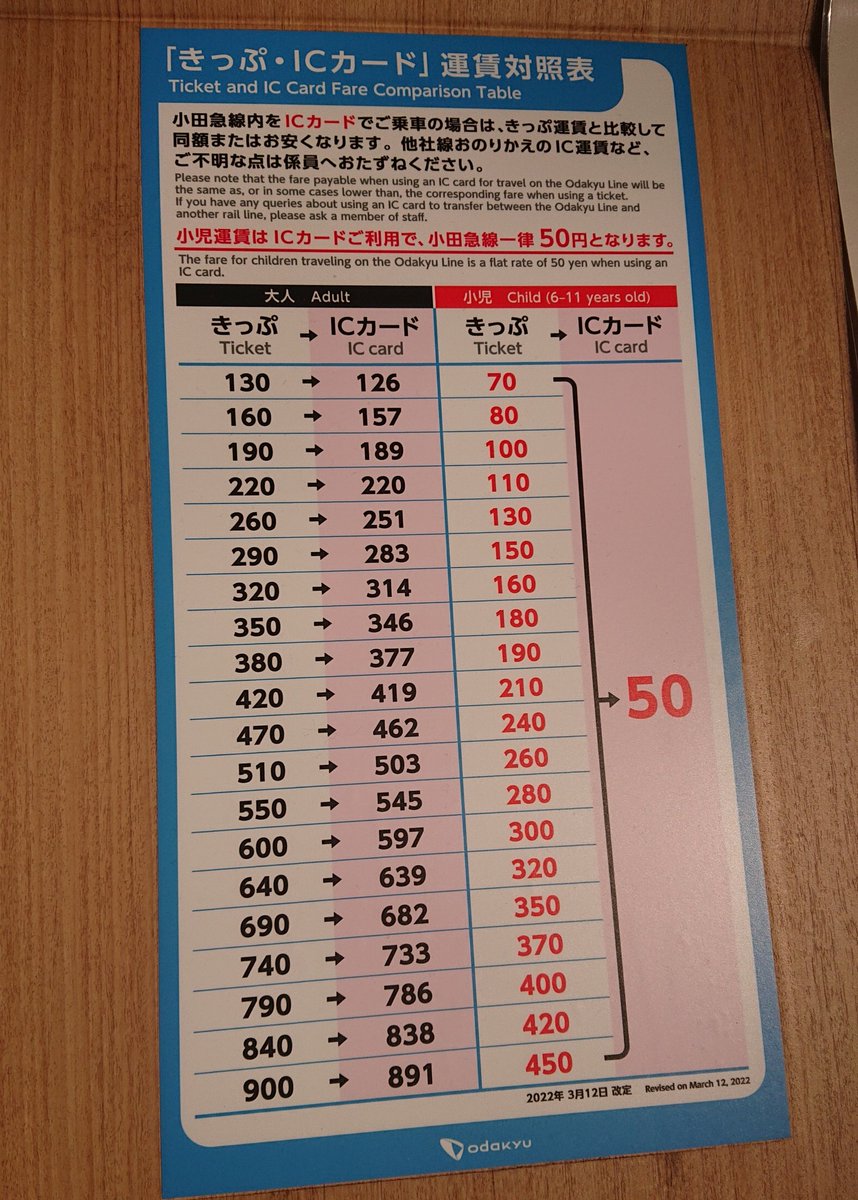 「きっぷ・ICカード」運賃対照表
Ticket and IC Card Fare Comparison Table
小田急線内をICカードでご乗車の場合は、きっぷ運賃と比較して
同額またはお安くなります。他社線おのりかえのIC運賃など、
ご不明な点は係員へおたずねください。
Please note that the fare payable when using an IC card for travel on the Odakyu Line will be
the same as, or in some cases lower than, the corresponding fare when using a ticket.
If you have any queries about using an IC card to transfer between the Odakyu Line and
another rail line, please ask a member of staff.
小児運賃はICカードご利用で、小田急線一律50円となります。
The fare for children traveling on the Odakyu Line is a flat rate of 50 yen when using an
IC card.
大人 Adult 小児 Child (6-11 years old)
きっぷ → ICカード きっぷ → ICカード
Ticket IC card Ticket IC card
130 → 126 70
160 → 157 80
190 → 189 100
220 → 220 110
260 → 251 130
290 → 283 150
320 → 314 160
350 → 346 180
380 → 377 190
420 → 419 210
→ 50
470 → 462 240
510 → 503 260
550 → 545 280
600 → 597 300
640 → 639 320
690 → 682 350
740 → 733 370
790 → 786 400
840 → 838 420
900 → 891 450
2022年 3月12日 改定 Revised on March 12, 2022
ODAKYU